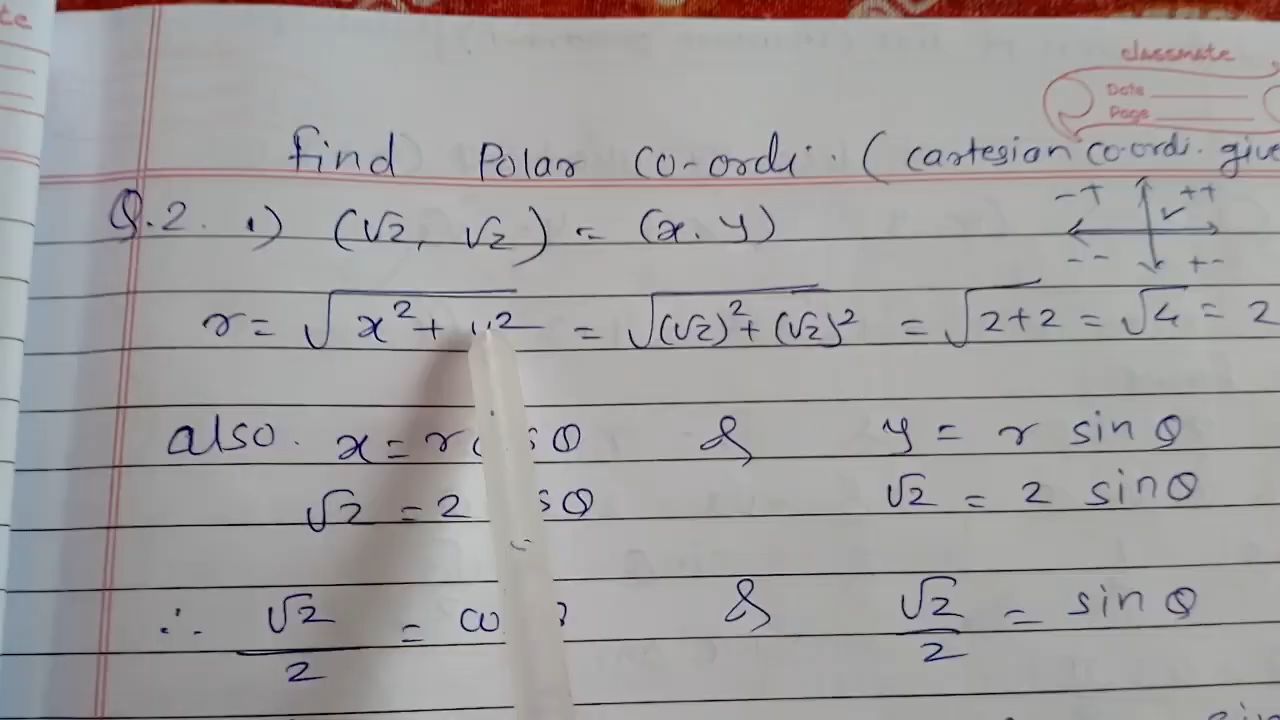 te
classmate
Date
Page
find Polar co-ordi. (cartesian co-ordi. give
Q.2. 1) (√2, √2) = (x, y)
-+ ++
-- +-
r = √x² + y² = √(√2)² + (√2)² = √2+2 = √4 = 2
also. x = r cos θ & y = r sin θ
√2 = 2 cos θ √2 = 2 sin θ
∴ √2/2 = cos θ & √2/2 = sin θ